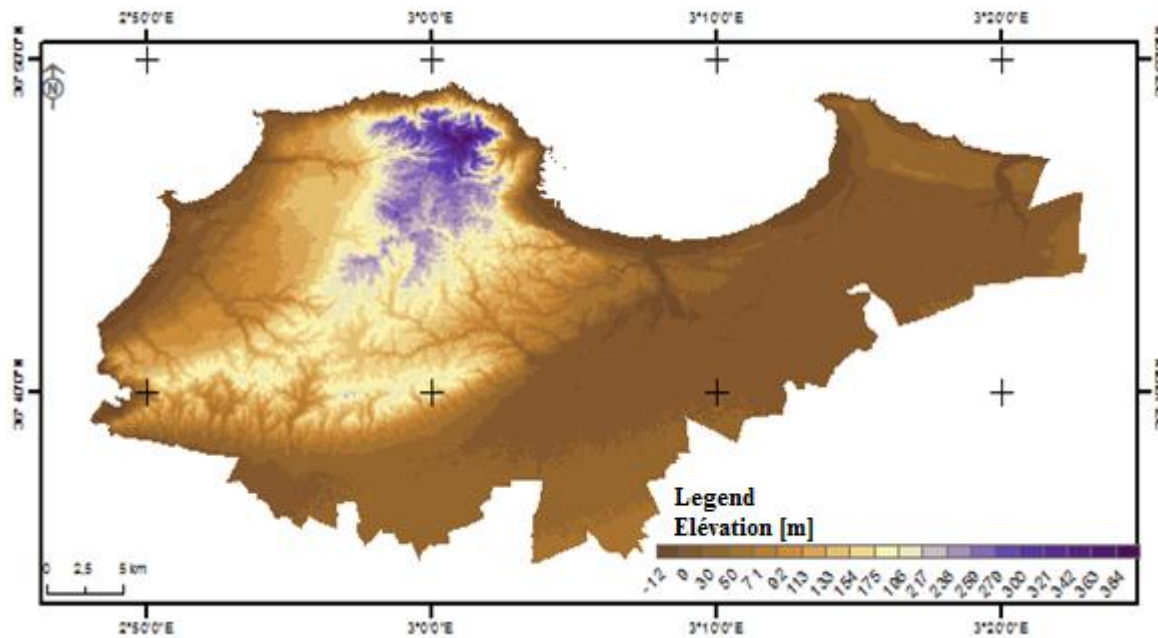 2°50'0"E 3°0'0"E 3°10'0"E 3°20'0"E
N
Legend
Elévation [m]
-12 9 30 50 71 92 113 133 154 175 196 217 238 259 279 300 321 342 363 384
0 2,5 5 km
2°50'0"E 3°0'0"E 3°10'0"E 3°20'0"E